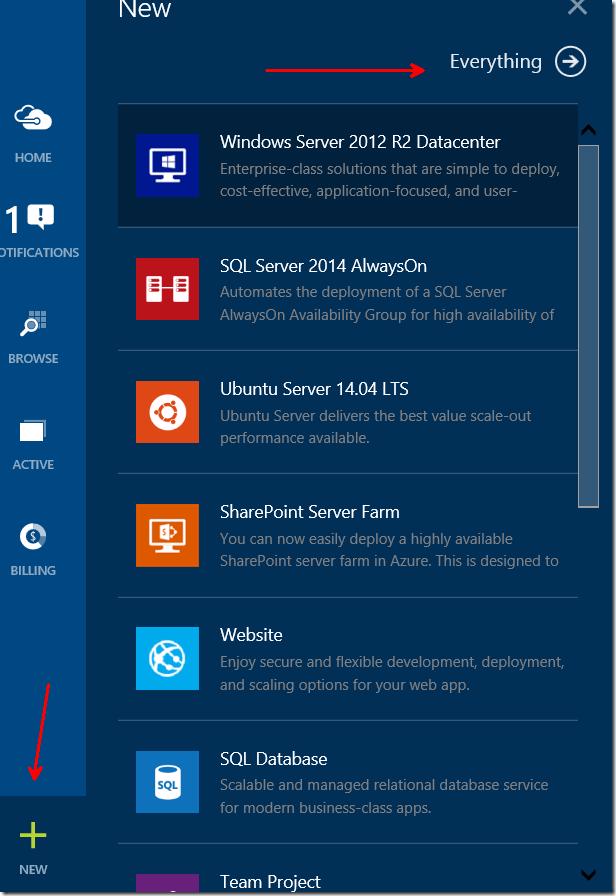 New
Everything
HOME
1
OTIFICATIONS
BROWSE
ACTIVE
BILLING
NEW
Windows Server 2012 R2 Datacenter
Enterprise-class solutions that are simple to deploy,
cost-effective, application-focused, and user-
SQL Server 2014 AlwaysOn
Automates the deployment of a SQL Server
AlwaysOn Availability Group for high availability of
Ubuntu Server 14.04 LTS
Ubuntu Server delivers the best value scale-out
performance available.
SharePoint Server Farm
You can now easily deploy a highly available
SharePoint server farm in Azure. This is designed to
Website
Enjoy secure and flexible development, deployment,
and scaling options for your web app.
SQL
SQL Database
Scalable and managed relational database service
for modern business-class apps.
Team Project